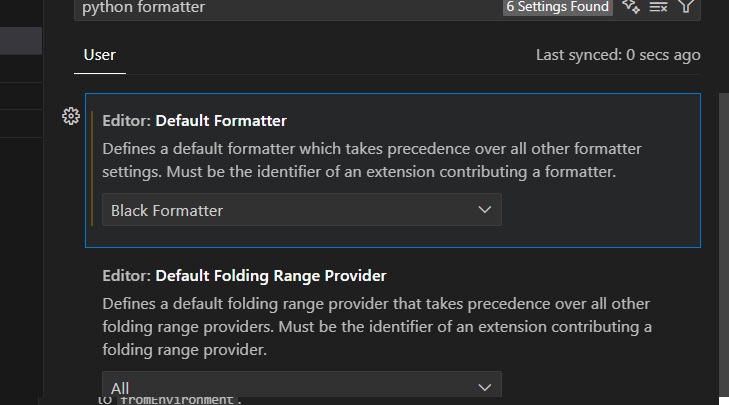 python formatter
6 Settings Found
User
Last synced: 0 secs ago
Editor: Default Formatter
Defines a default formatter which takes precedence over all other formatter
settings. Must be the identifier of an extension contributing a formatter.
Black Formatter
Editor: Default Folding Range Provider
Defines a default folding range provider that takes precedence over all other
folding range providers. Must be the identifier of an extension contributing a
folding range provider.
All
to fromEnvironment.